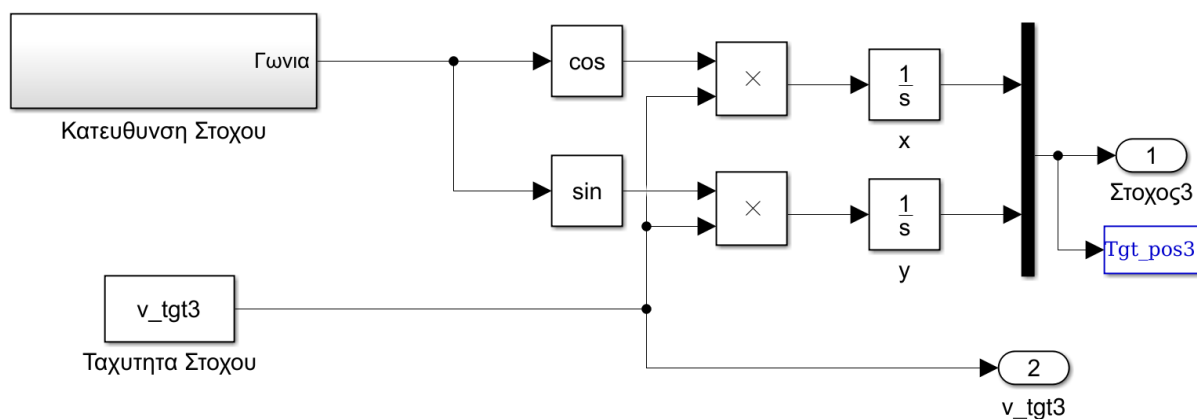 Γωνια
Κατευθυνση Στοχου
cos
sin
×
×
1
s
x
1
s
y
1
Στοχος3
Tgt_pos3
v_tgt3
Ταχυτητα Στοχου
2
v_tgt3